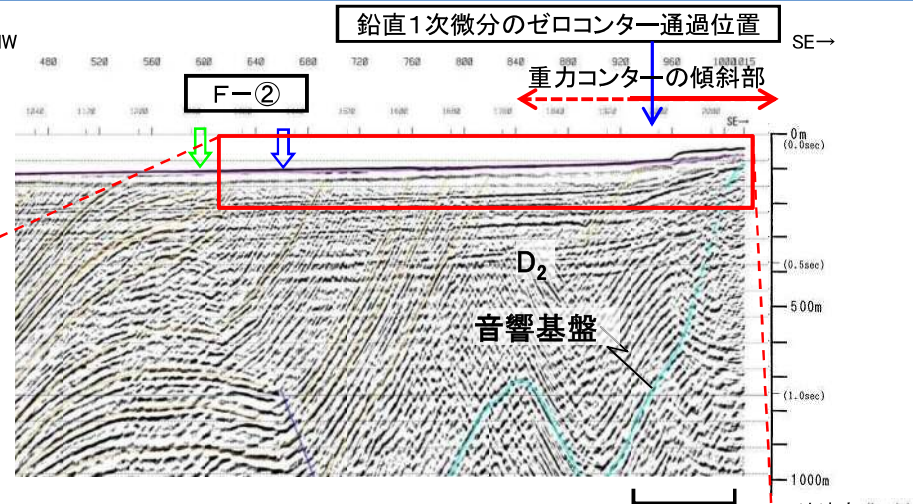 鉛直1次微分のゼロコンター通過位置
SE→
480 520 560 600 640 680 720 760 800 840 880 920 960
重力コンターの傾斜部
F-②
SE→
0m
(0.0sec)
D2
(0.5sec)
500m
音響基盤
(1.0sec)
1000m